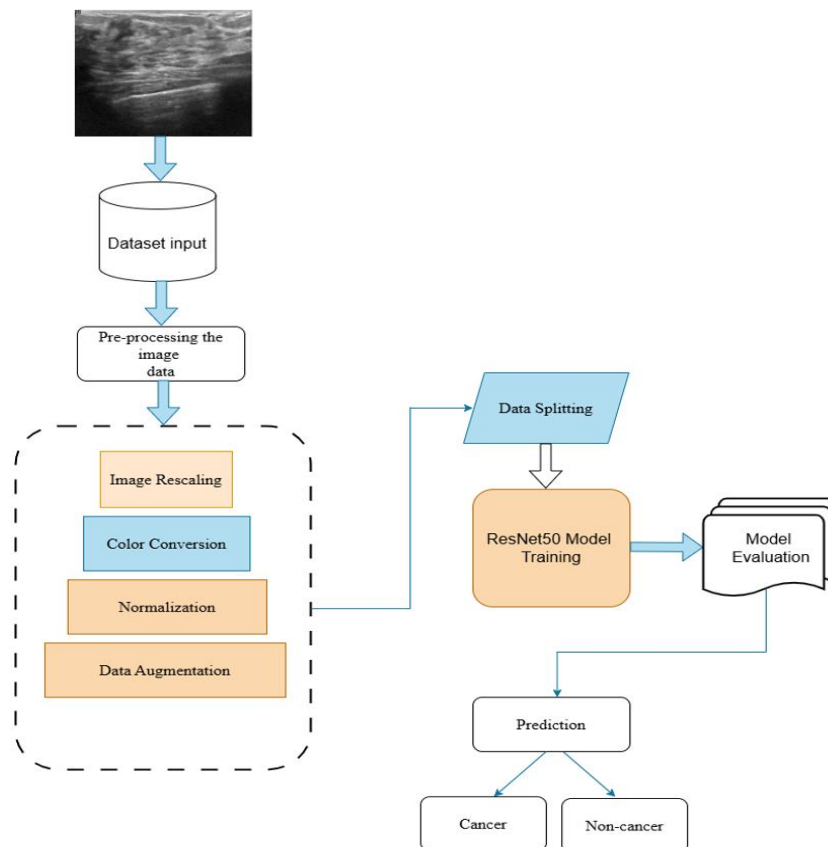 Dataset input
Pre-processing the
image
data
Image Rescaling
Color Conversion
Normalization
Data Augmentation
Data Splitting
ResNet50 Model
Training
Model
Evaluation
Prediction
Cancer
Non-cancer